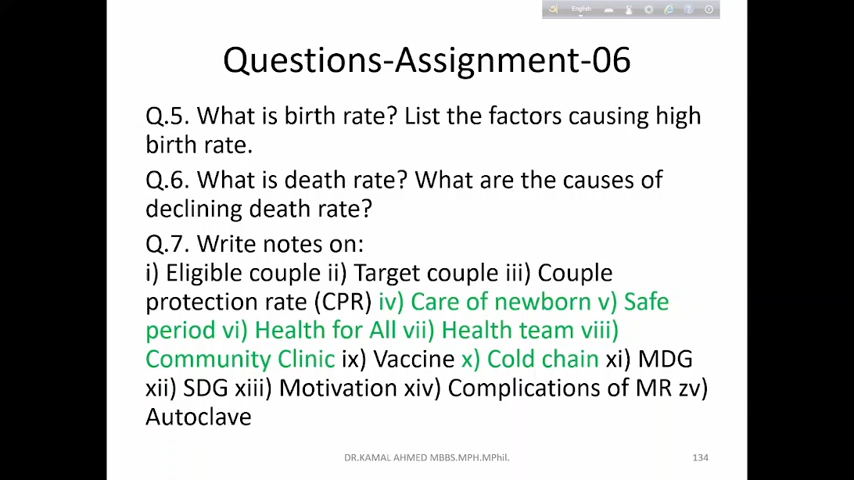 English
Questions-Assignment-06
Q.5. What is birth rate? List the factors causing high
birth rate.
Q.6. What is death rate? What are the causes of
declining death rate?
Q.7. Write notes on:
i) Eligible couple ii) Target couple iii) Couple
protection rate (CPR) iv) Care of newborn v) Safe
period vi) Health for All vii) Health team viii)
Community Clinic ix) Vaccine x) Cold chain xi) MDG
xii) SDG xiii) Motivation xiv) Complications of MR zv)
Autoclave
DR.KAMAL AHMED MBBS.MPH.MPhil.
134